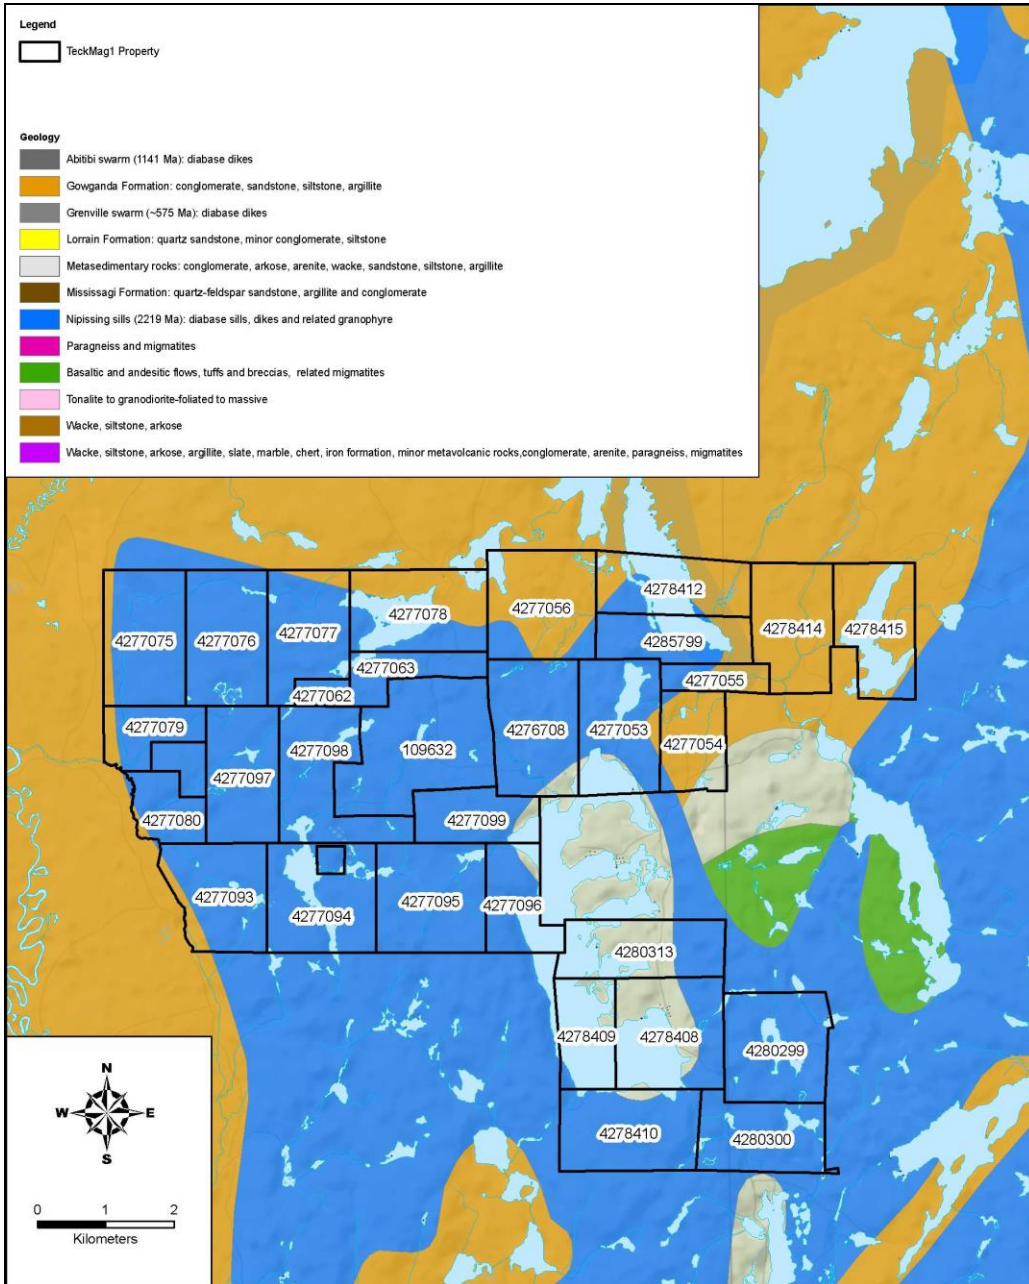 Legend
TeckMag1 Property
Geology
Abitibi swarm (1141 Ma): diabase dikes
Gowganda Formation: conglomerate, sandstone, siltstone, argillite
Grenville swarm (~575 Ma): diabase dikes
Lorrain Formation: quartz sandstone, minor conglomerate, siltstone
Metasedimentary rocks: conglomerate, arkose, arenite, wacke, sandstone, siltstone, argillite
Mississagi Formation: quartz-feldspar sandstone, argillite and conglomerate
Nipissing sills (2219 Ma): diabase sills, dikes and related granophyre
Paragneiss and migmatites
Basaltic and andesitic flows, tuffs and breccias, related migmatites
Tonalite to granodiorite-foliated to massive
Wacke, siltstone, arkose
Wacke, siltstone, arkose, argillite, slate, marble, chert, iron formation, minor metavolcanic rocks,conglomerate, arenite, paragneiss, migmatites
4278412
4277056
4277078
4277075
4277076
4277077
4285799
4278414
4278415
4277063
4277055
4277062
4277079
4277098
109632
4276708
4277053
4277054
4277097
4277080
4277099
4277093
4277094
4277095
4277096
4280313
4278409
4278408
4280299
4278410
4280300
N
W
E
S
0
1
2
Kilometers